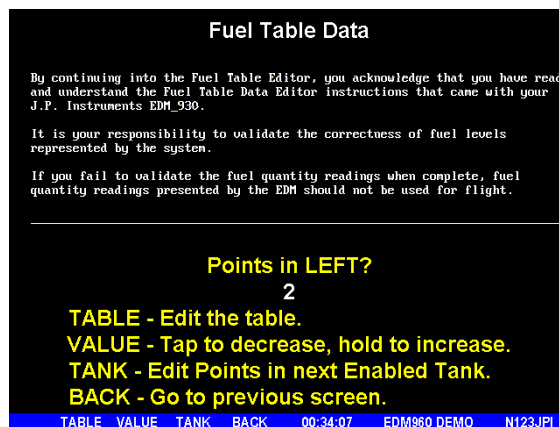 Fuel Table Data
By continuing into the Fuel Table Editor, you acknowledge that you have read
and understand the Fuel Table Data Editor instructions that came with your
J.P. Instruments EDM_930.
It is your responsibility to validate the correctness of fuel levels
represented by the system.
If you fail to validate the fuel quantity readings when complete, fuel
quantity readings presented by the EDM should not be used for flight.
Points in LEFT?
2
TABLE - Edit the table.
VALUE - Tap to decrease, hold to increase.
TANK - Edit Points in next Enabled Tank.
BACK - Go to previous screen.
TABLE VALUE TANK BACK 00:34:07 EDM960 DEMO N123JPI